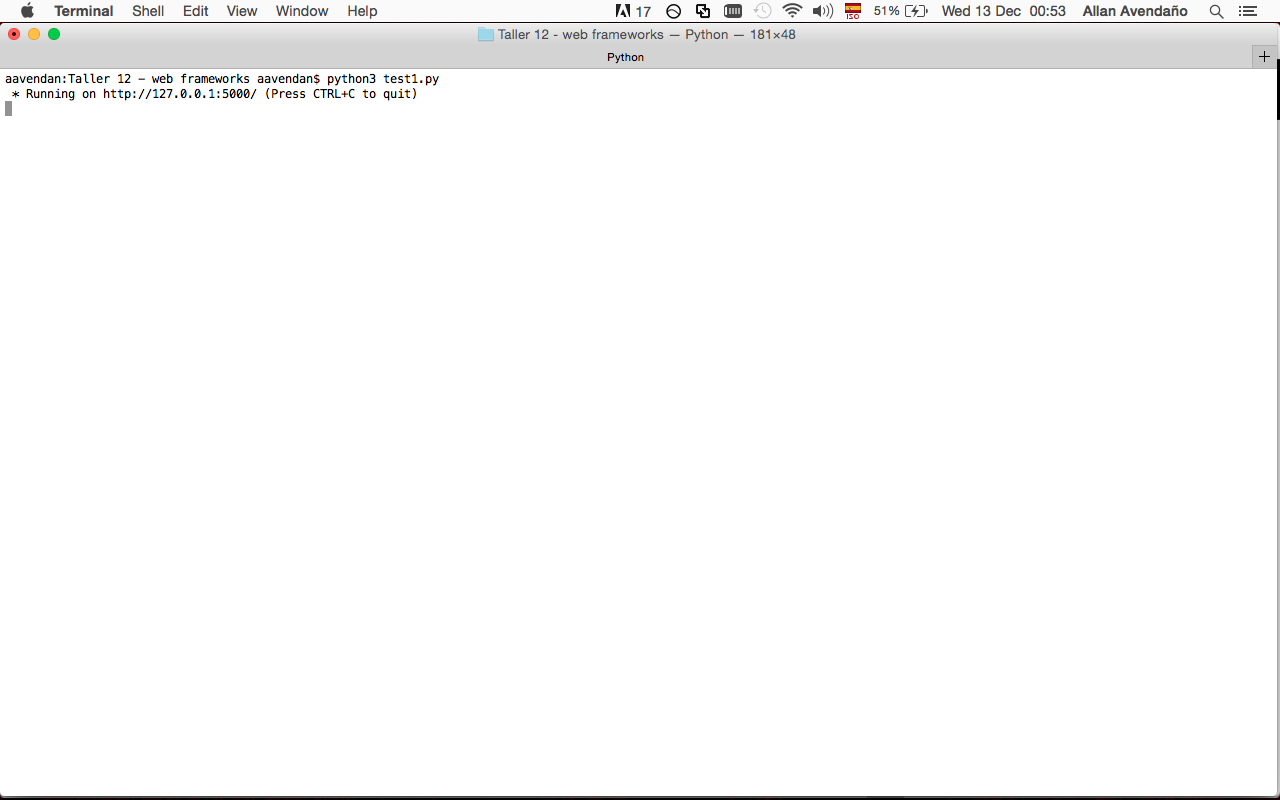 Terminal Shell Edit View Window Help 17 ISO 51% Wed 13 Dec 00:53 Allan Avendaño
Taller 12 - web frameworks — Python — 181×48
Python
+
aavendan:Taller 12 - web frameworks aavendan$ python3 test1.py
 * Running on http://127.0.0.1:5000/ (Press CTRL+C to quit)